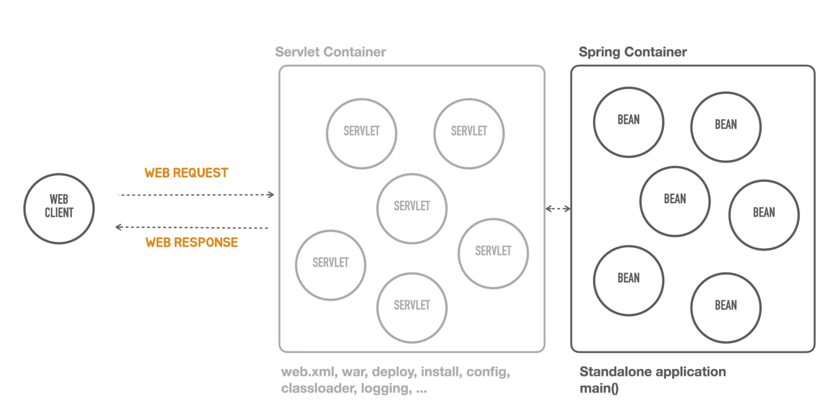 Servlet Container
Spring Container
SERVLET
SERVLET
BEAN
BEAN
WEB REQUEST
WEB
CLIENT
SERVLET
BEAN
BEAN
WEB RESPONSE
SERVLET
SERVLET
BEAN
SERVLET
BEAN
web.xml, war, deploy, install, config,
classloader, logging, ...
Standalone application
main()